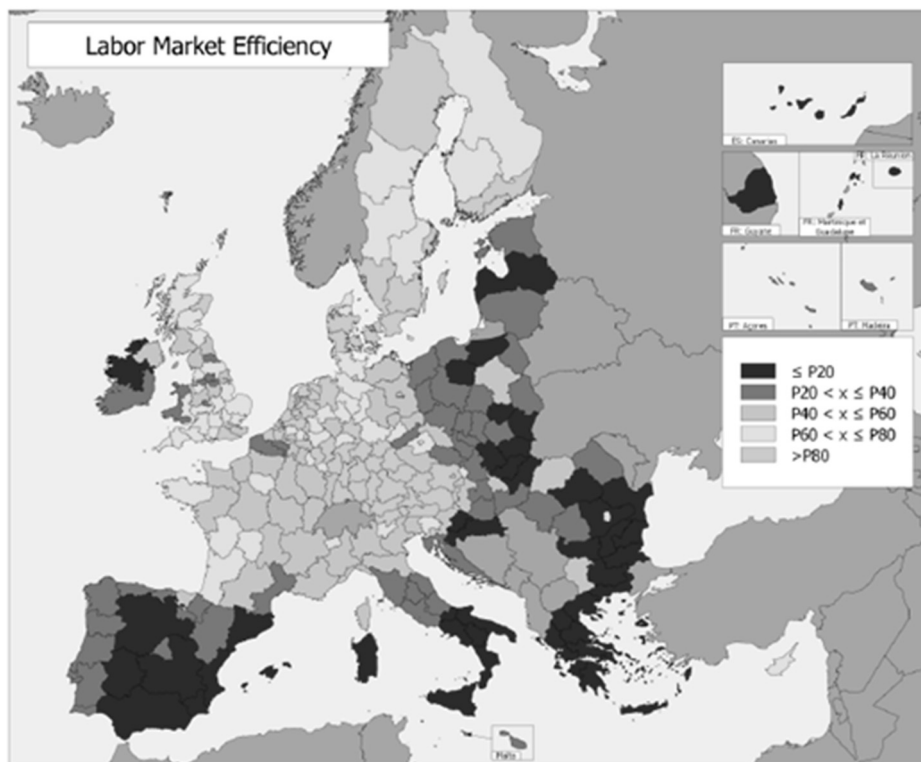 Labor Market Efficiency
ES: Canarias
FR: La Réunion
FR: Guyane
FR: Martinique et
Guadeloupe
PT: Açores
PT: Madeira
≤ P20
P20 < x ≤ P40
P40 < x ≤ P60
P60 < x ≤ P80
>P80
Malta